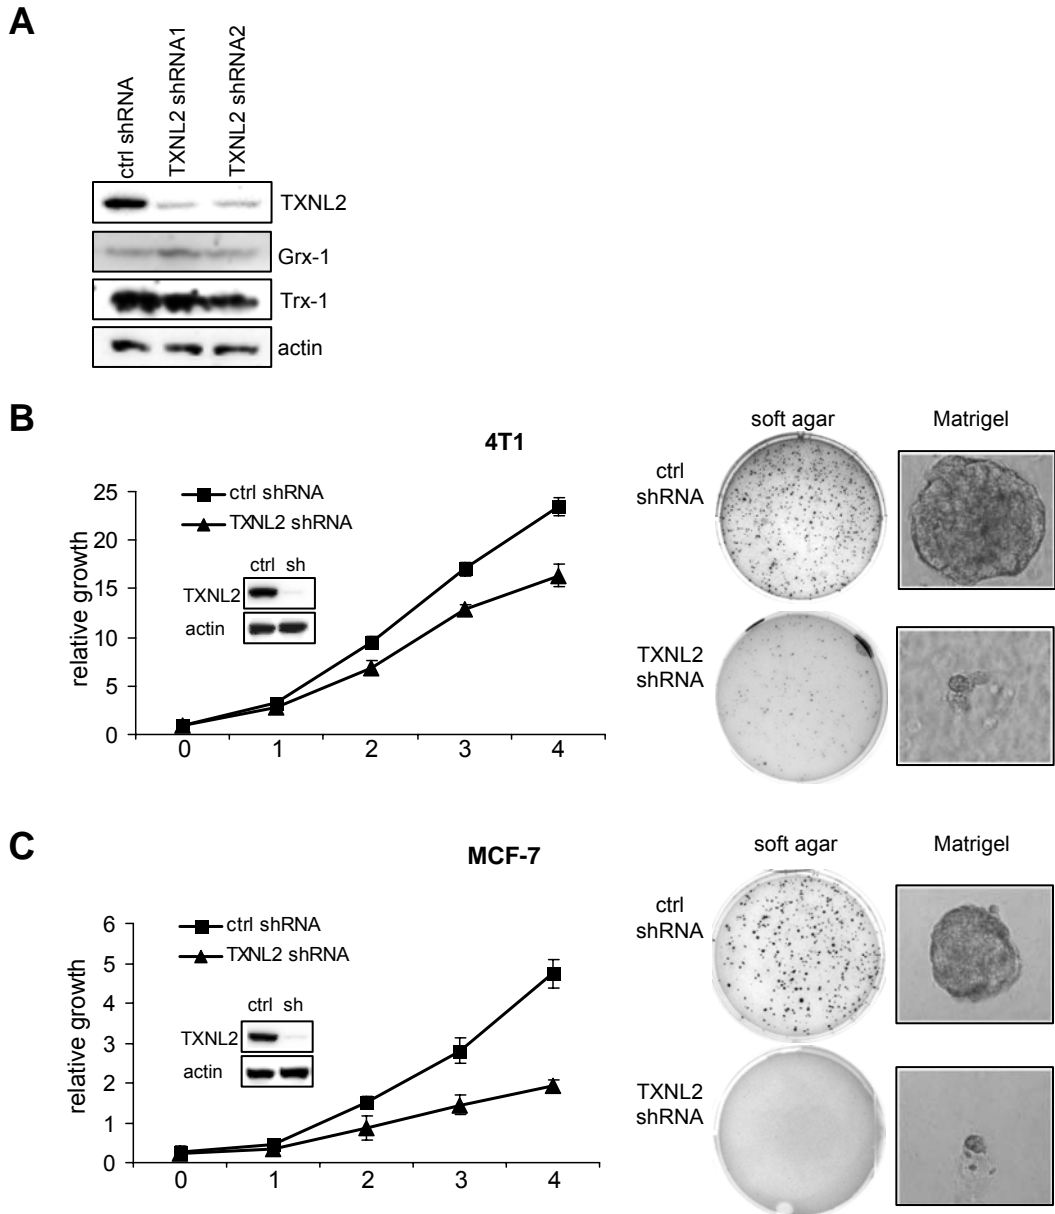 A
ctrl shRNA
TXNL2 shRNA1
TXNL2 shRNA2
TXNL2
Grx-1
Trx-1
actin
B
4T1
soft agar
Matrigel
ctrl
shRNA
TXNL2
shRNA
relative growth
25
20
15
10
5
0
0 1 2 3 4
ctrl shRNA
TXNL2 shRNA
ctrl sh
TXNL2
actin
C
MCF-7
soft agar
Matrigel
ctrl
shRNA
TXNL2
shRNA
relative growth
6
5
4
3
2
1
0
0 1 2 3 4
ctrl shRNA
TXNL2 shRNA
ctrl sh
TXNL2
actin